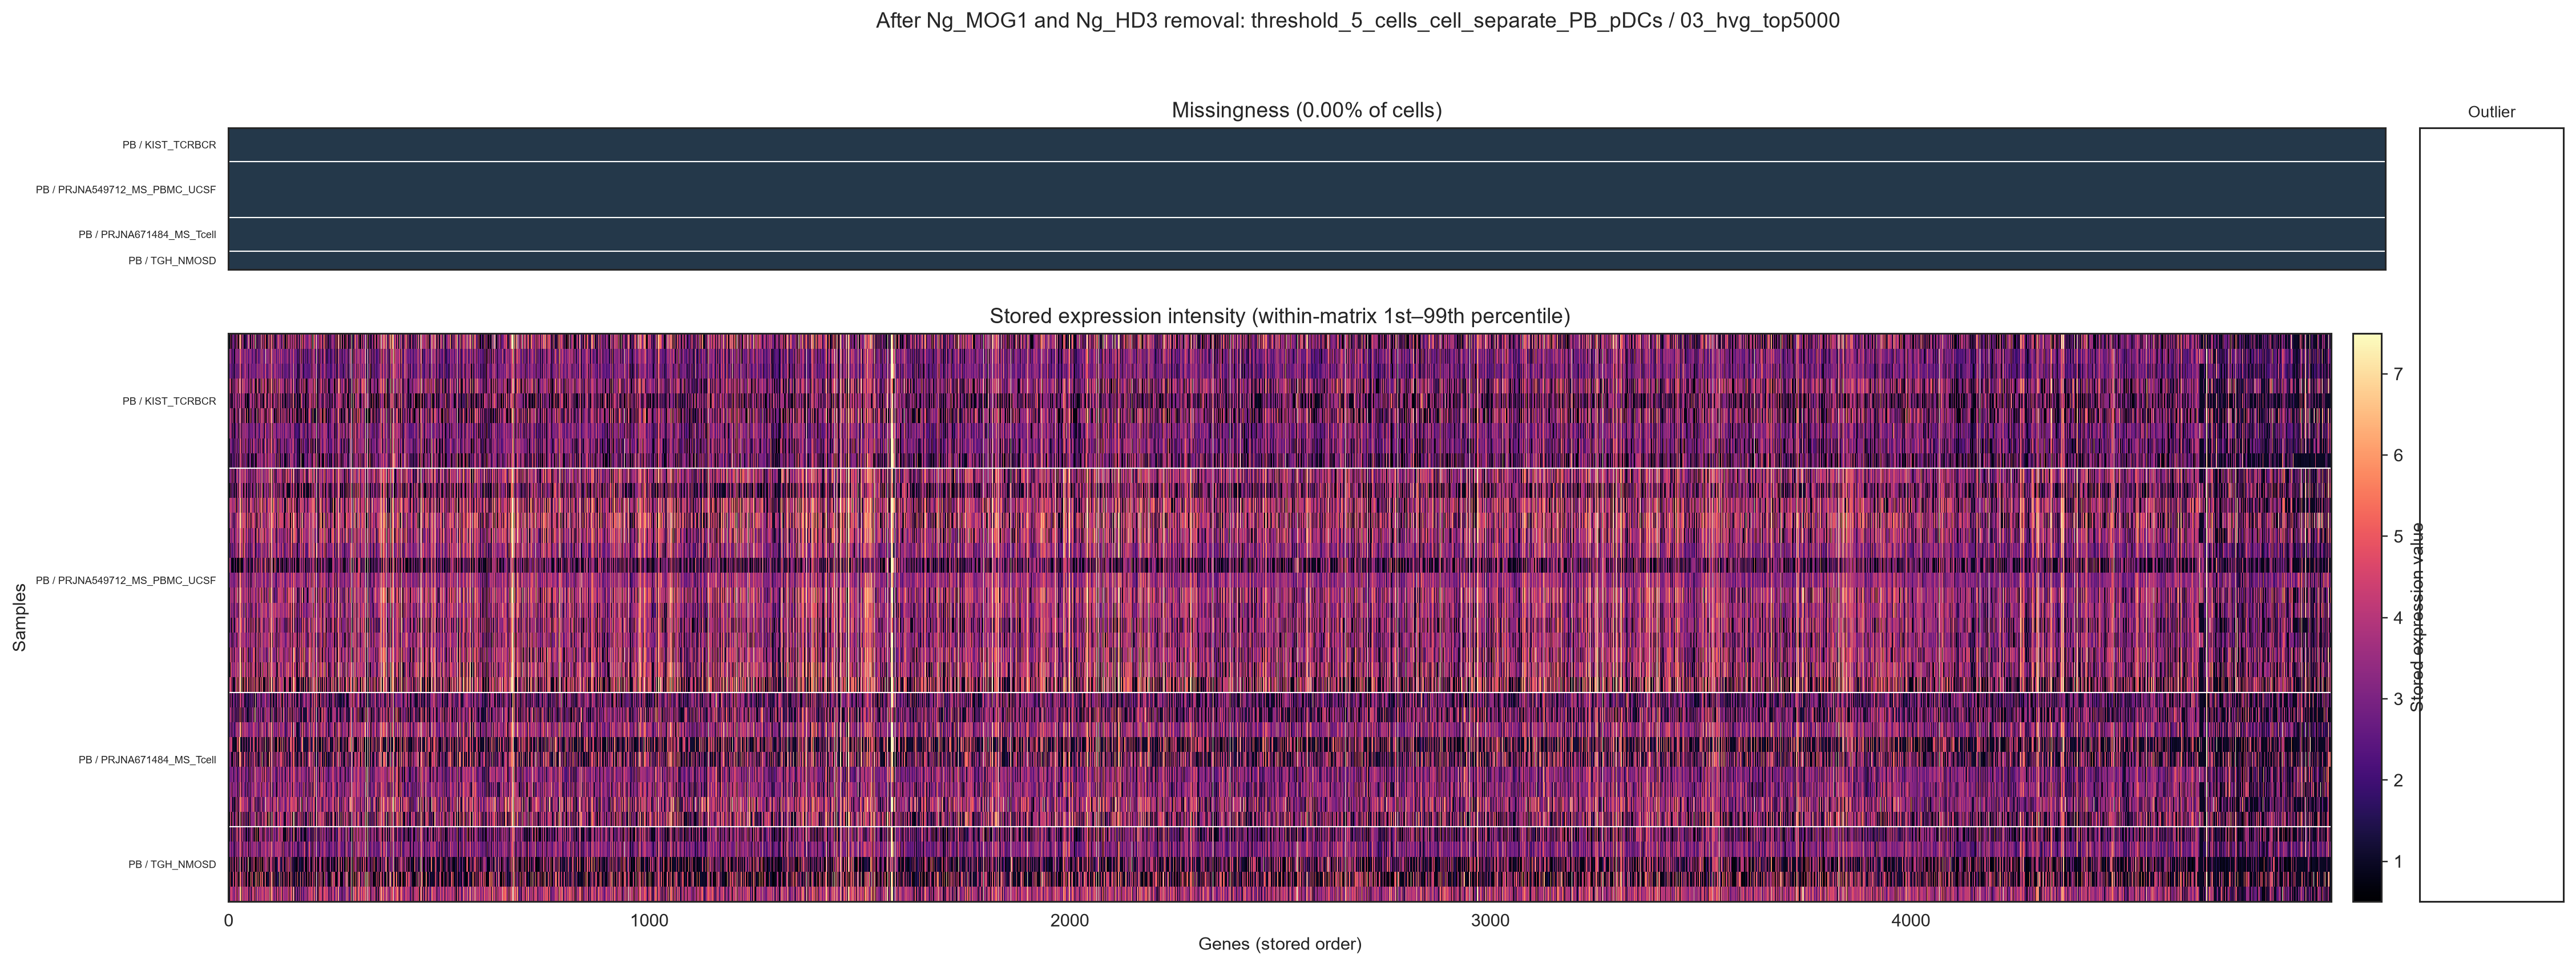 After Ng_MOG1 and Ng_HD3 removal: threshold_5_cells_cell_separate_PB_pDCs / 03_hvg_top5000
Missingness (0.00% of cells)
Outlier
PB / KIST_TCRBCR
PB / PRJNA549712_MS_PBMC_UCSF
PB / PRJNA671484_MS_Tcell
PB / TGH_NMOSD
Stored expression intensity (within-matrix 1st–99th percentile)
Samples
PB / KIST_TCRBCR
PB / PRJNA549712_MS_PBMC_UCSF
PB / PRJNA671484_MS_Tcell
PB / TGH_NMOSD
7
6
5
4
3
2
1
Stored expression value
0 1000 2000 3000 4000
Genes (stored order)